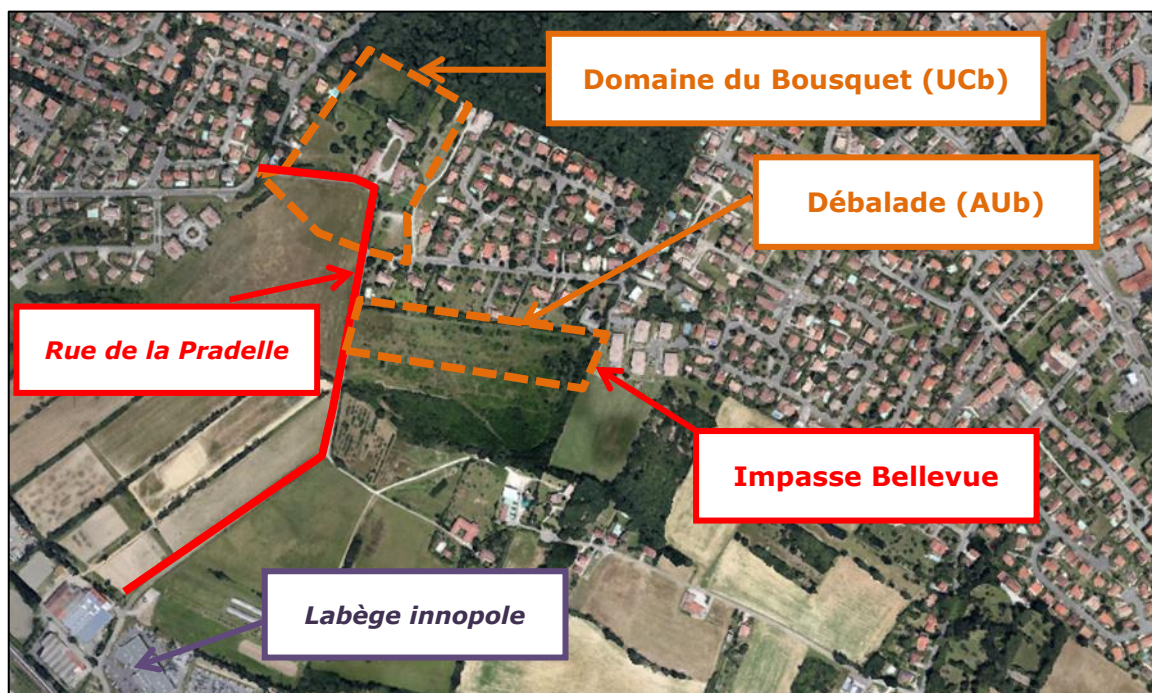 Domaine du Bousquet (UCb)
Débalade (AUb)
Rue de la Pradelle
Impasse Bellevue
Labège innopole